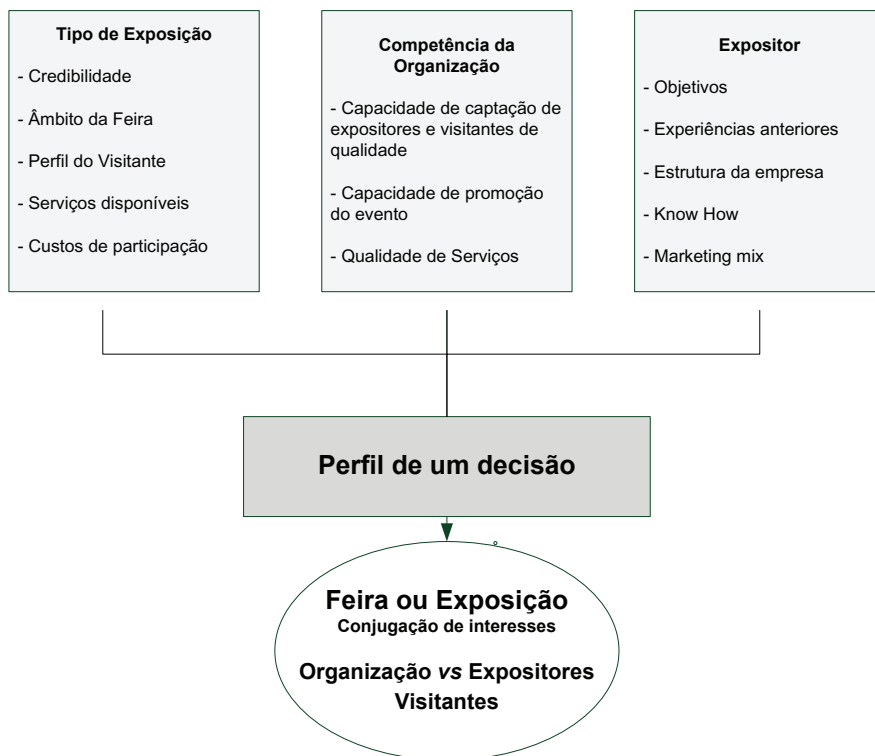 Tipo de Exposição
- Credibilidade
- Âmbito da Feira
- Perfil do Visitante
- Serviços disponíveis
- Custos de participação
Competência da
Organização
- Capacidade de captação de
expositores e visitantes de
qualidade
- Capacidade de promoção
do evento
- Qualidade de Serviços
Expositor
- Objetivos
- Experiências anteriores
- Estrutura da empresa
- Know How
- Marketing mix
Perfil de um decisão
Feira ou Exposição
Conjugação de interesses
Organização vs Expositores
Visitantes